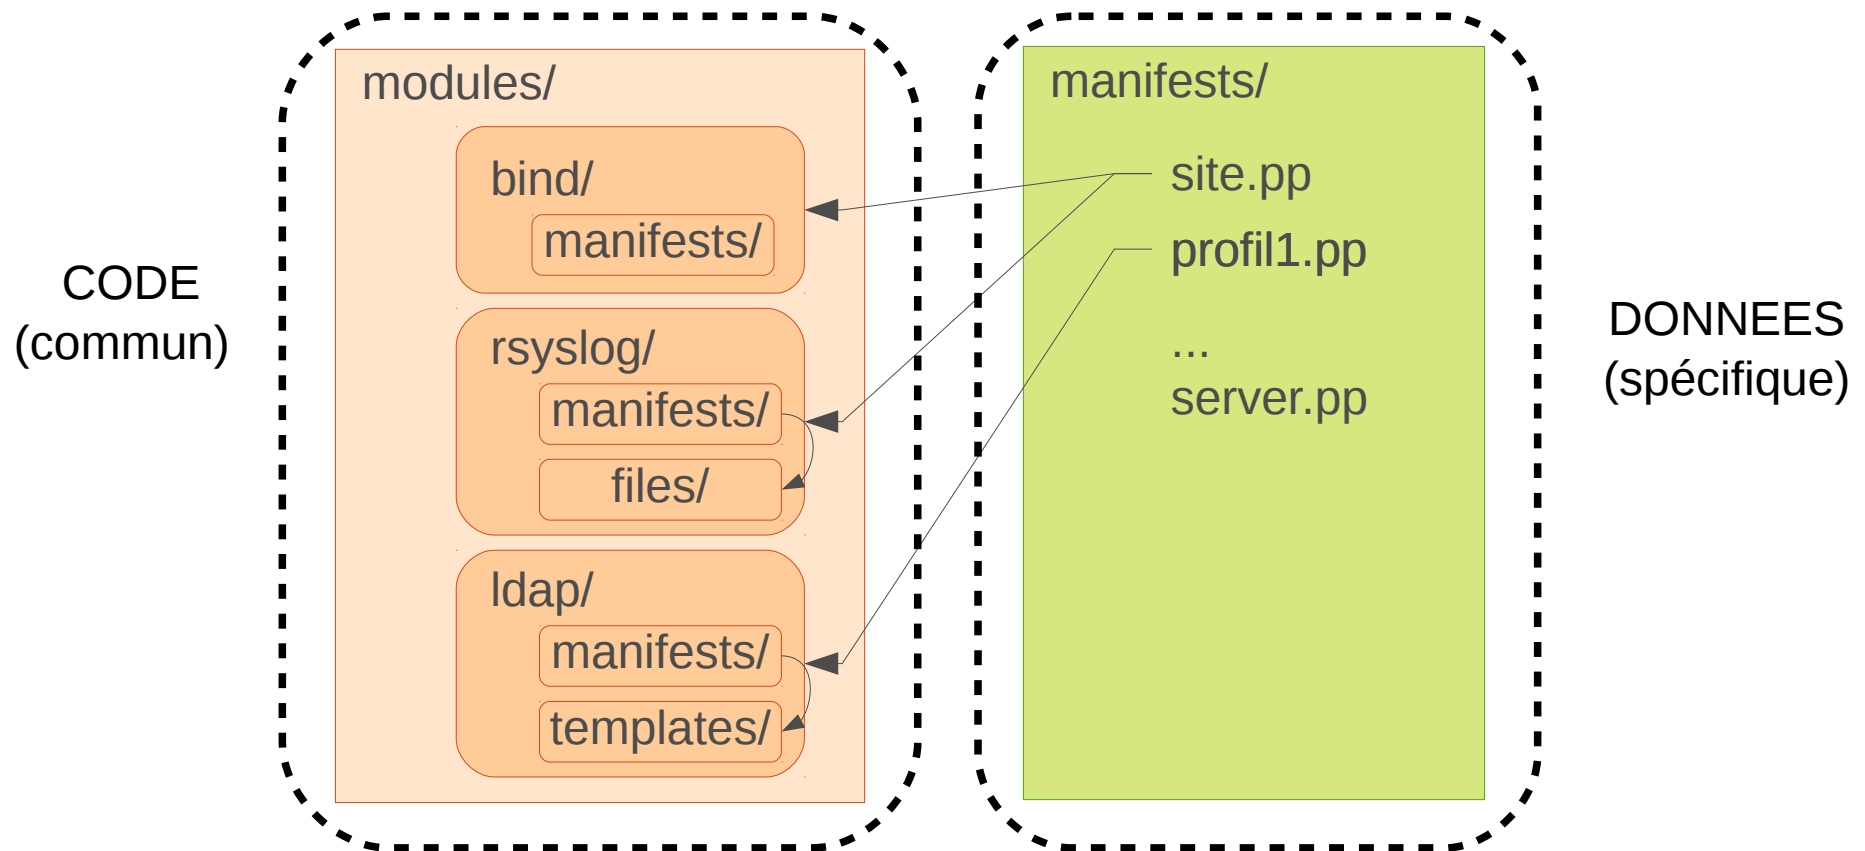 CODE
(commun)
modules/
bind/
manifests/
rsyslog/
manifests/
files/
ldap/
manifests/
templates/
manifests/
site.pp
profil1.pp
...
server.pp
DONNEES
(spécifique)